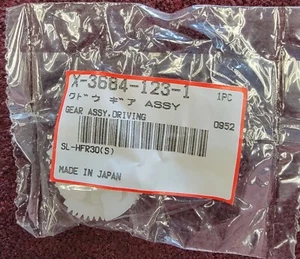 X-3684-123-1
1PC
クドウ ギア ASSY
GEAR ASSY,DRIVING
0952
SL-HFR30(S)
MADE IN JAPAN